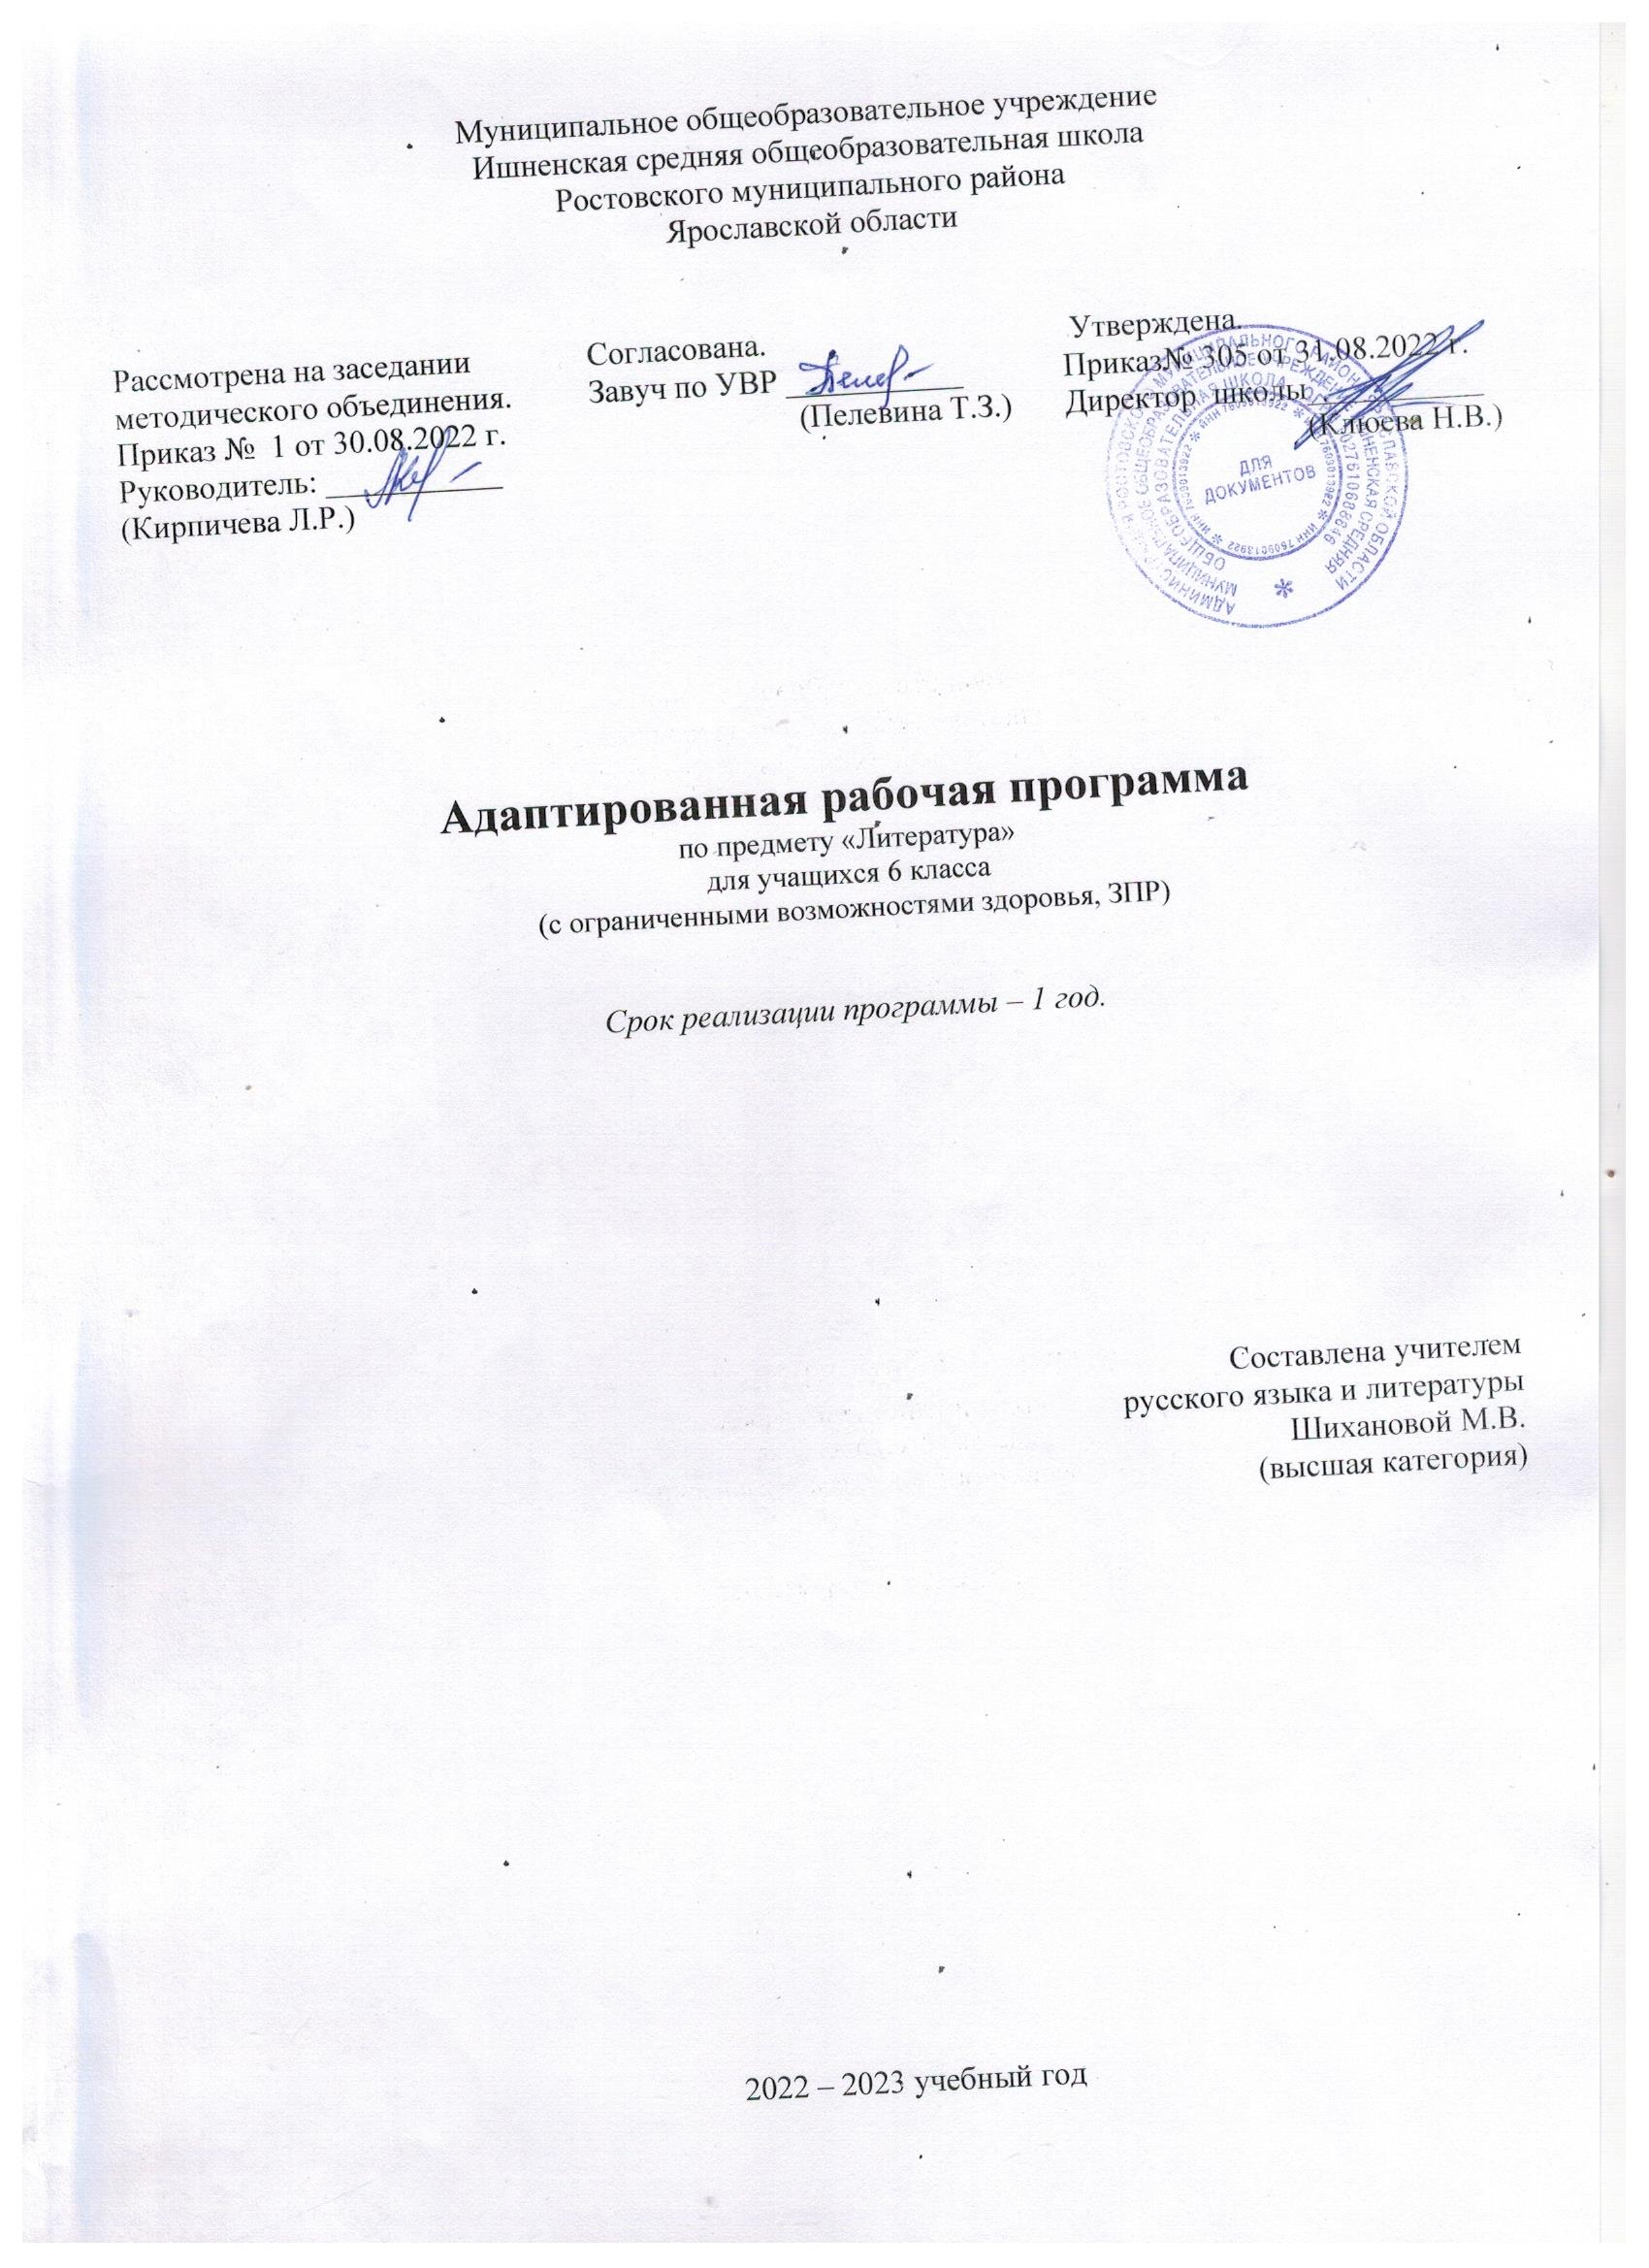 Муниципальное общеобразовательное учреждение
Ишненская средняя общеобразовательная школа
Ростовского муниципального района
Ярославской области
Рассмотрена на заседании
методического объединения.
Приказ № 1 от 30.08.2022 г.
Руководитель: ____________
(Кирпичева Л.Р.)
Согласована.
Завуч по УВР ____________
(Пелевина Т.З.)
Утверждена.
Приказ№ 305 от 31.08.2022 г.
Директор школы ____________
(Клюева Н.В.)
ДЛЯ
ДОКУМЕНТОВ
Адаптированная рабочая программа
по предмету «Литература»
для учащихся 6 класса
(с ограниченными возможностями здоровья, ЗПР)
Срок реализации программы – 1 год.
Составлена учителем
русского языка и литературы
Шихановой М.В.
(высшая категория)
2022 – 2023 учебный год